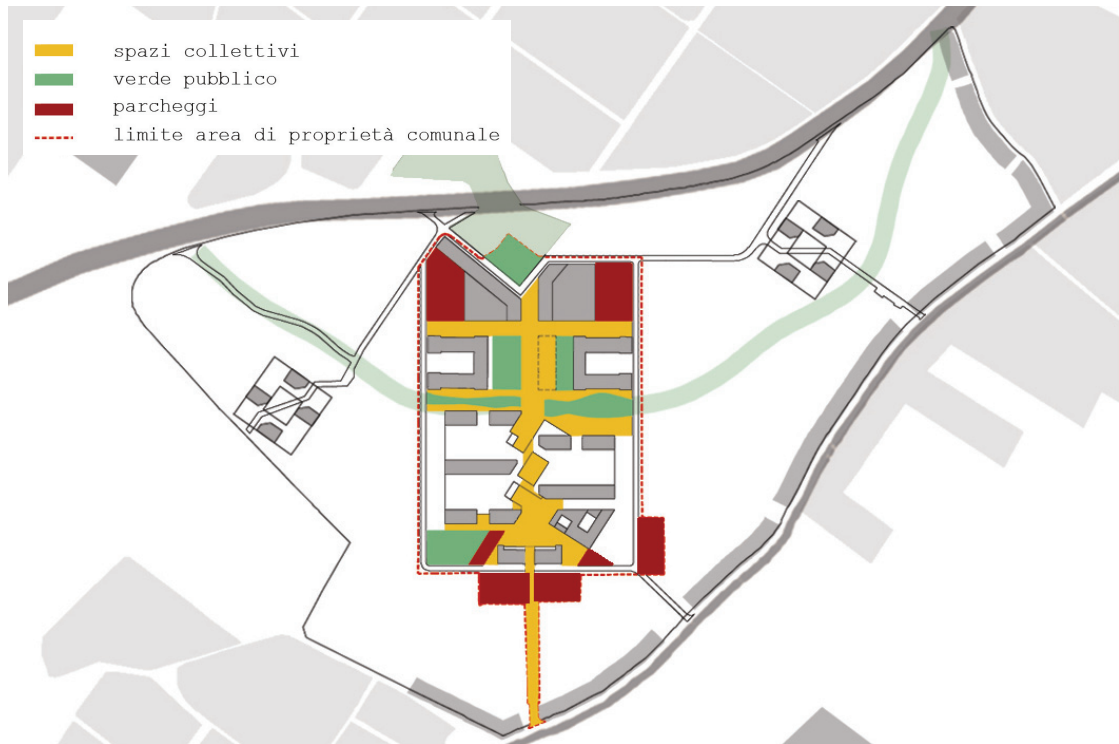 spazi collettivi
verde pubblico
parcheggi
limite area di proprietà comunale